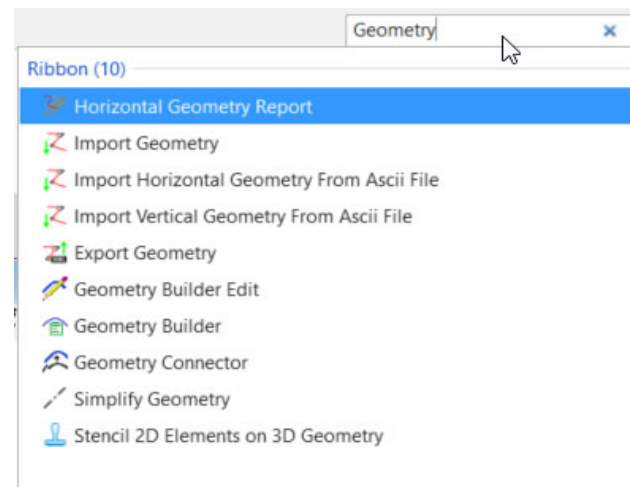 Geometry
Ribbon (10)
Horizontal Geometry Report
Import Geometry
Import Horizontal Geometry From Ascii File
Import Vertical Geometry From Ascii File
Export Geometry
Geometry Builder Edit
Geometry Builder
Geometry Connector
Simplify Geometry
Stencil 2D Elements on 3D Geometry